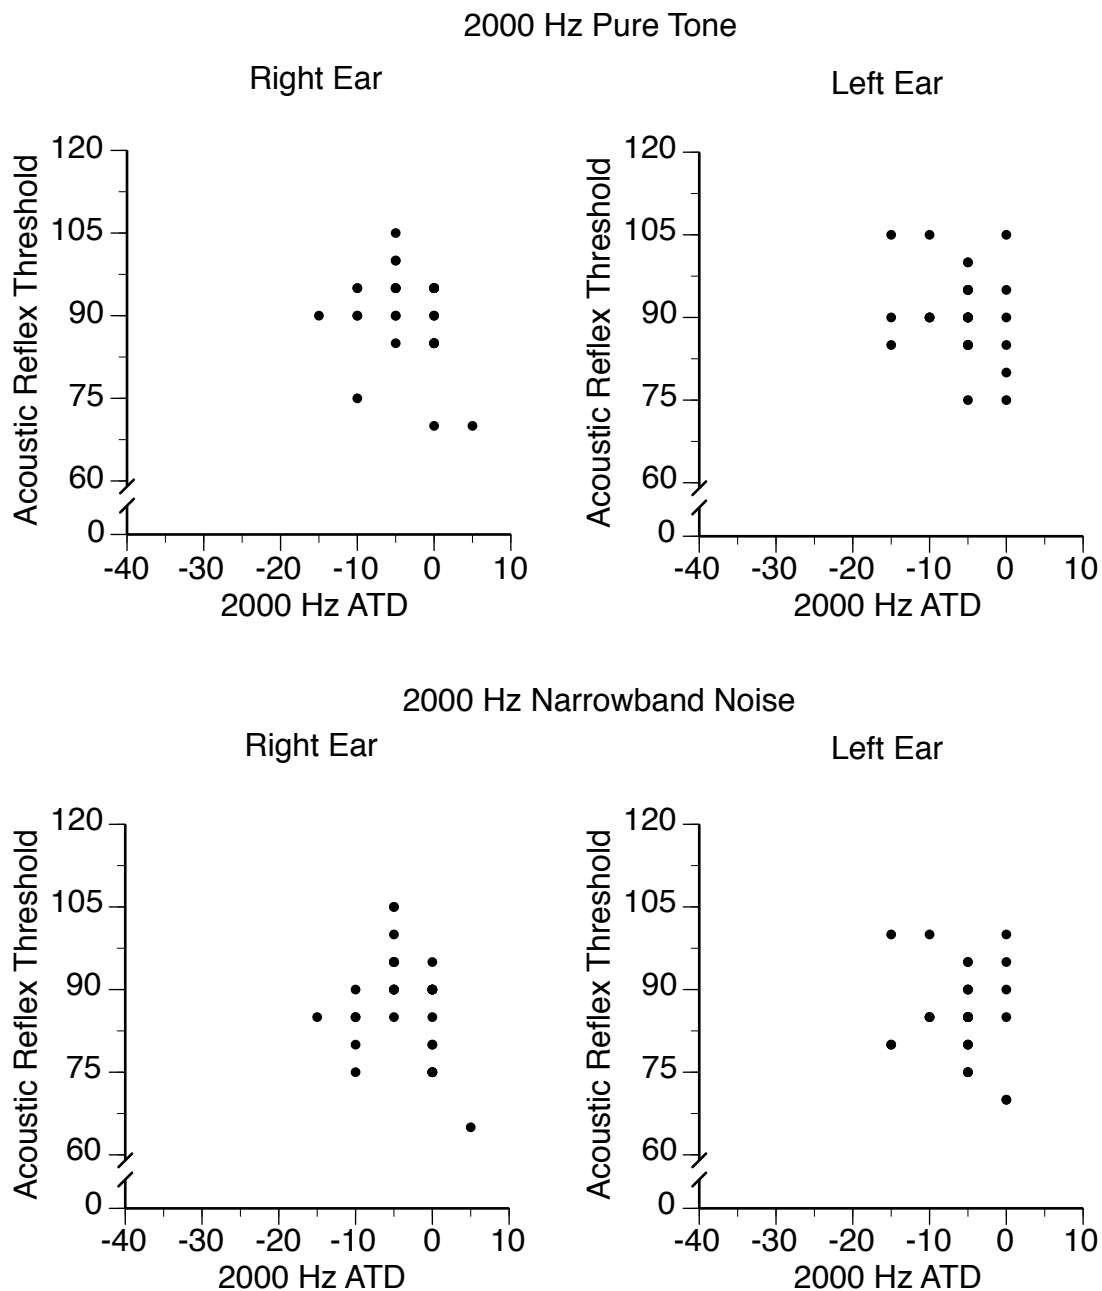 2000 Hz Pure Tone
Right Ear
Left Ear
Acoustic Reflex Threshold
120
105
90
75
60
0
-40 -30 -20 -10 0 10
2000 Hz ATD
Acoustic Reflex Threshold
120
105
90
75
60
0
-40 -30 -20 -10 0 10
2000 Hz ATD
2000 Hz Narrowband Noise
Right Ear
Left Ear
Acoustic Reflex Threshold
120
105
90
75
60
0
-40 -30 -20 -10 0 10
2000 Hz ATD
Acoustic Reflex Threshold
120
105
90
75
60
0
-40 -30 -20 -10 0 10
2000 Hz ATD